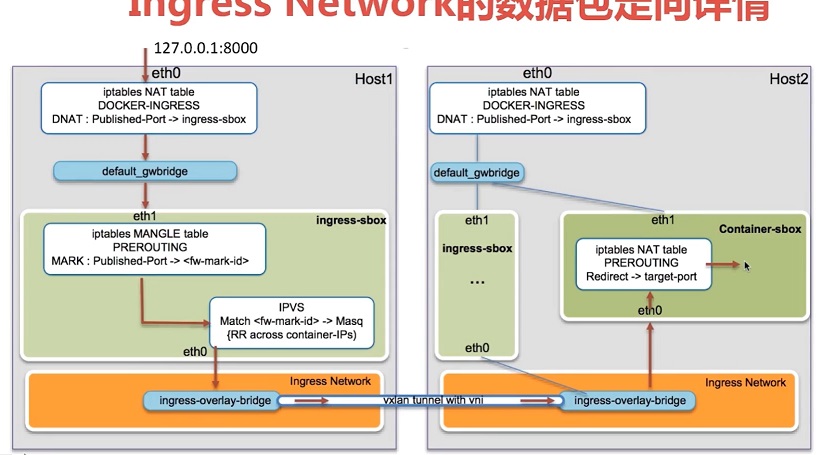 Ingress Network的数据包走向详情
127.0.0.1:8000
eth0
Host1
iptables NAT table
DOCKER-INGRESS
DNAT : Published-Port -> ingress-sbox
default_gwbridge
eth1
ingress-sbox
iptables MANGLE table
PREROUTING
MARK : Published-Port -> <fw-mark-id>
IPVS
Match <fw-mark-id> -> Masq
{RR across container-IPs)
eth0
Ingress Network
ingress-overlay-bridge
vxlan tunnel with vni
eth0
Host2
iptables NAT table
DOCKER-INGRESS
DNAT : Published-Port -> ingress-sbox
default_gwbridge
eth1
ingress-sbox
...
eth0
eth1
Container-sbox
iptables NAT table
PREROUTING
Redirect -> target-port
eth0
Ingress Network
ingress-overlay-bridge